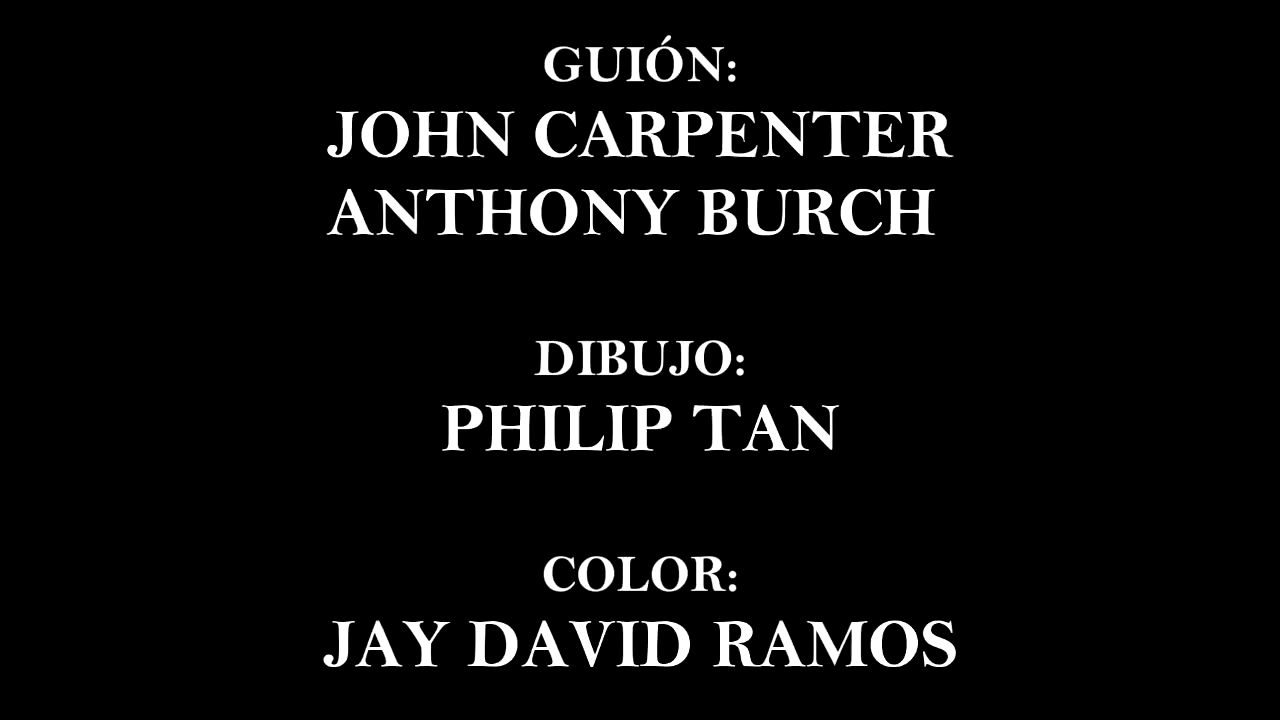 GUIÓN:
JOHN CARPENTER
ANTHONY BURCH
DIBUJO:
PHILIP TAN
COLOR:
JAY DAVID RAMOS